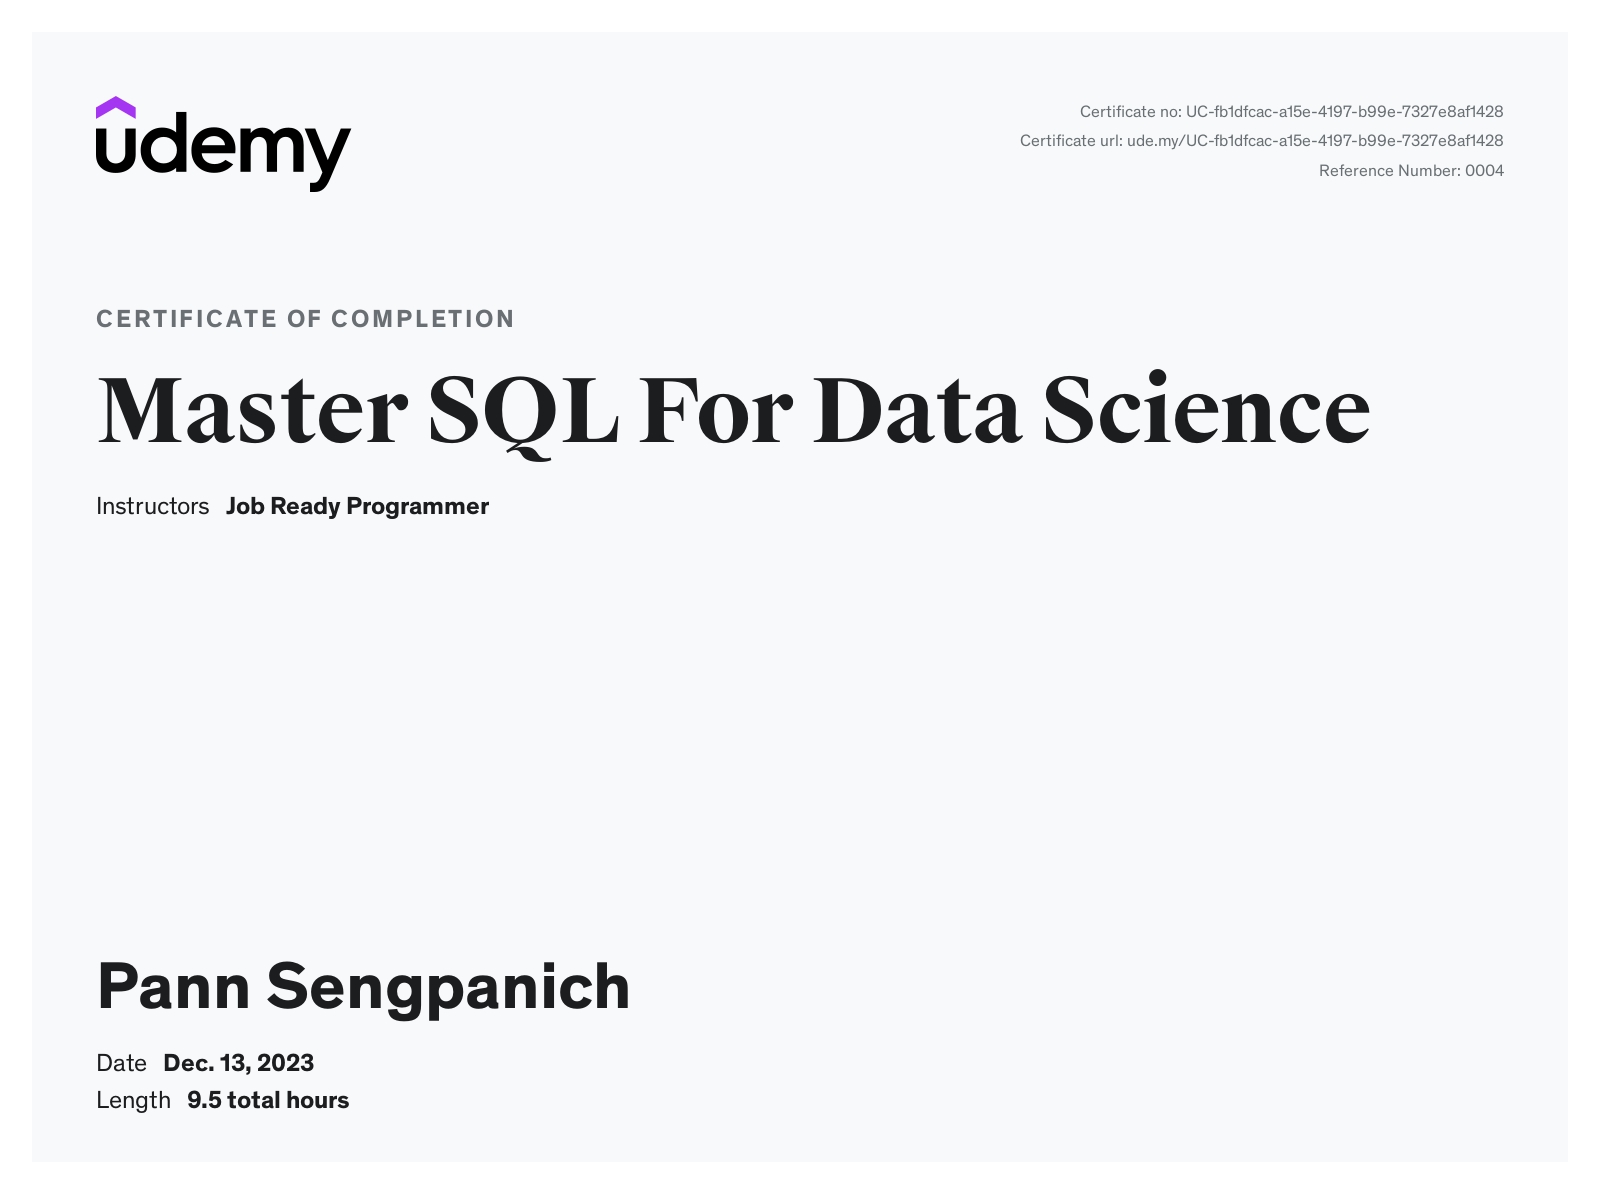 udemy
Certificate no: UC-fb1dfcac-a15e-4197-b99e-7327e8af1428
Certificate url: ude.my/UC-fb1dfcac-a15e-4197-b99e-7327e8af1428
Reference Number: 0004
CERTIFICATE OF COMPLETION
Master SQL For Data Science
Instructors Job Ready Programmer
Pann Sengpanich
Date Dec. 13, 2023
Length 9.5 total hours